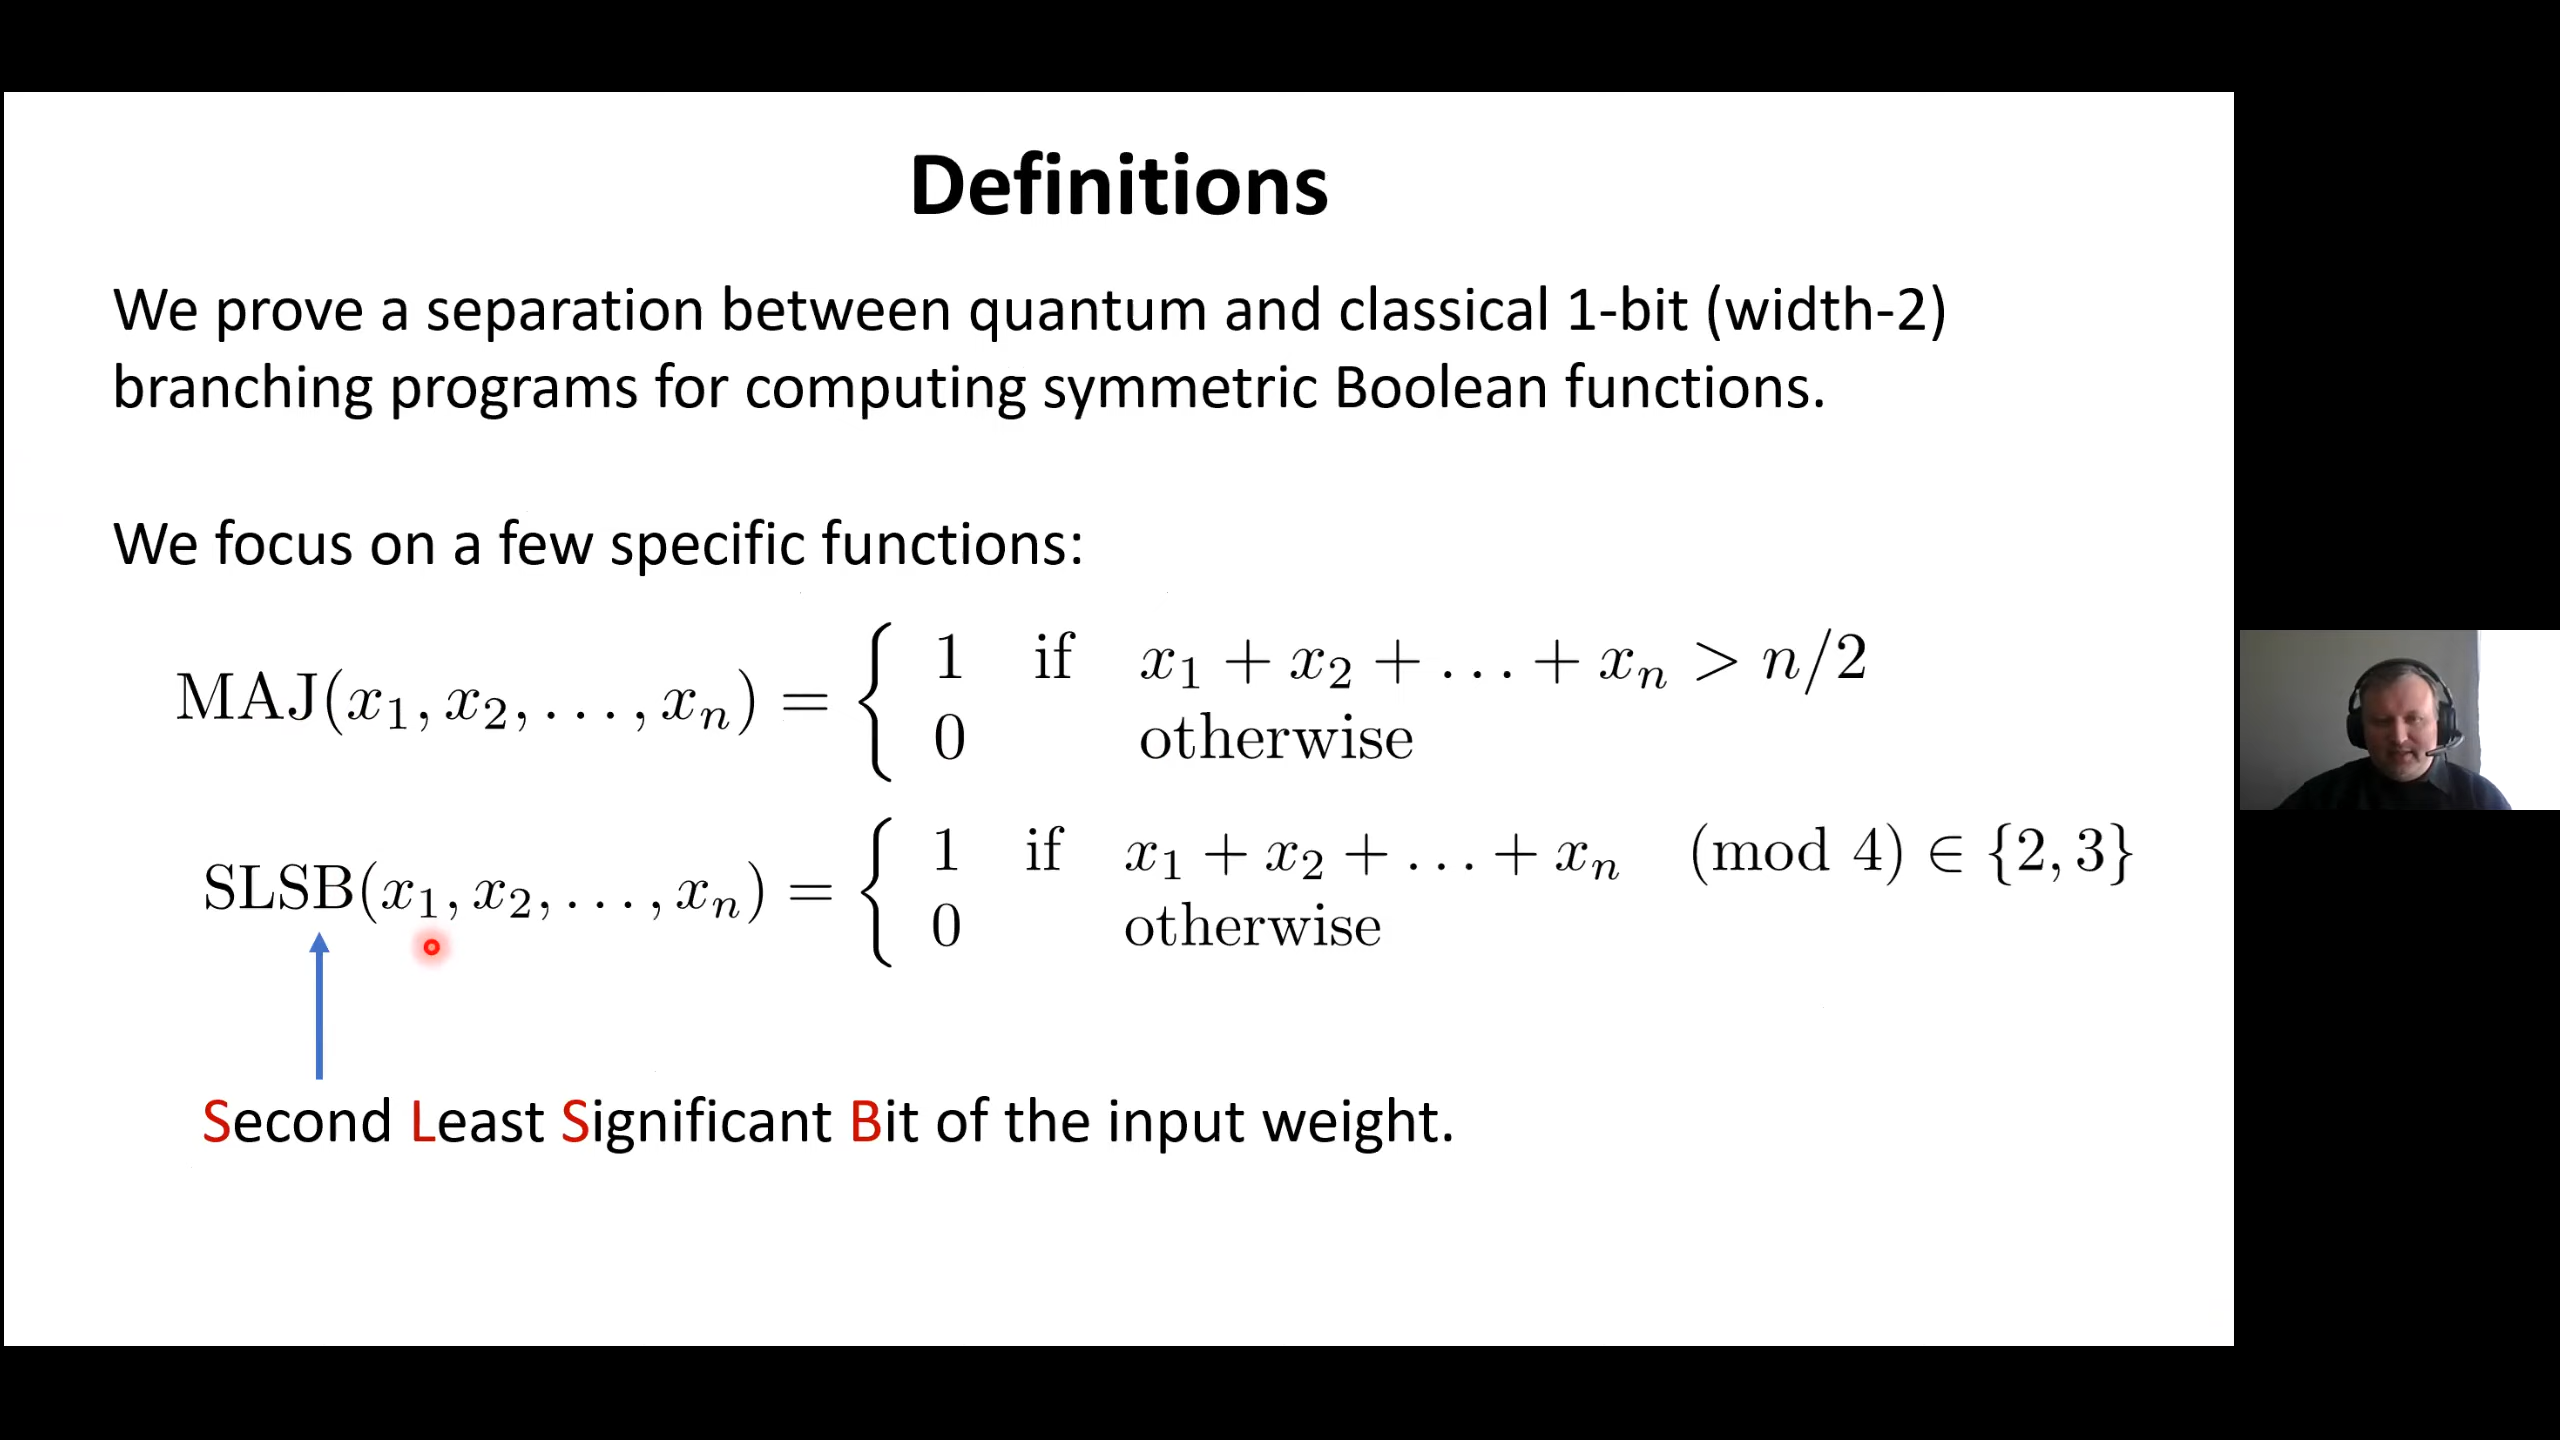 Definitions
We prove a separation between quantum and classical 1-bit (width-2)
branching programs for computing symmetric Boolean functions.
We focus on a few specific functions:
MAJ(x₁, x₂, . . . , xₙ) = { 1 if x₁ + x₂ + . . . + xₙ > n/2
0 otherwise
SLSB(x₁, x₂, . . . , xₙ) = { 1 if x₁ + x₂ + . . . + xₙ (mod 4) ∈ {2, 3}
0 otherwise
Second Least Significant Bit of the input weight.